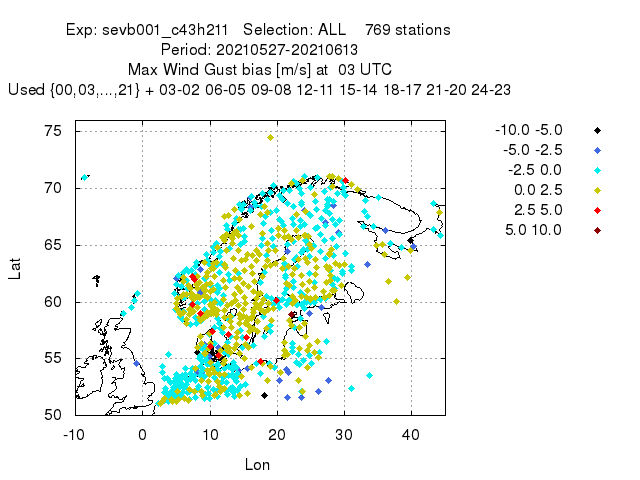 Exp: sevb001_c43h211 Selection: ALL 769 stations
Period: 20210527-20210613
Max Wind Gust bias [m/s] at 03 UTC
Used {00,03,...,21} + 03-02 06-05 09-08 12-11 15-14 18-17 21-20 24-23
75
70
65
60
55
50
Lat
-10 0 10 20 30 40
Lon
-10.0 -5.0
-5.0 -2.5
-2.5 0.0
0.0 2.5
2.5 5.0
5.0 10.0